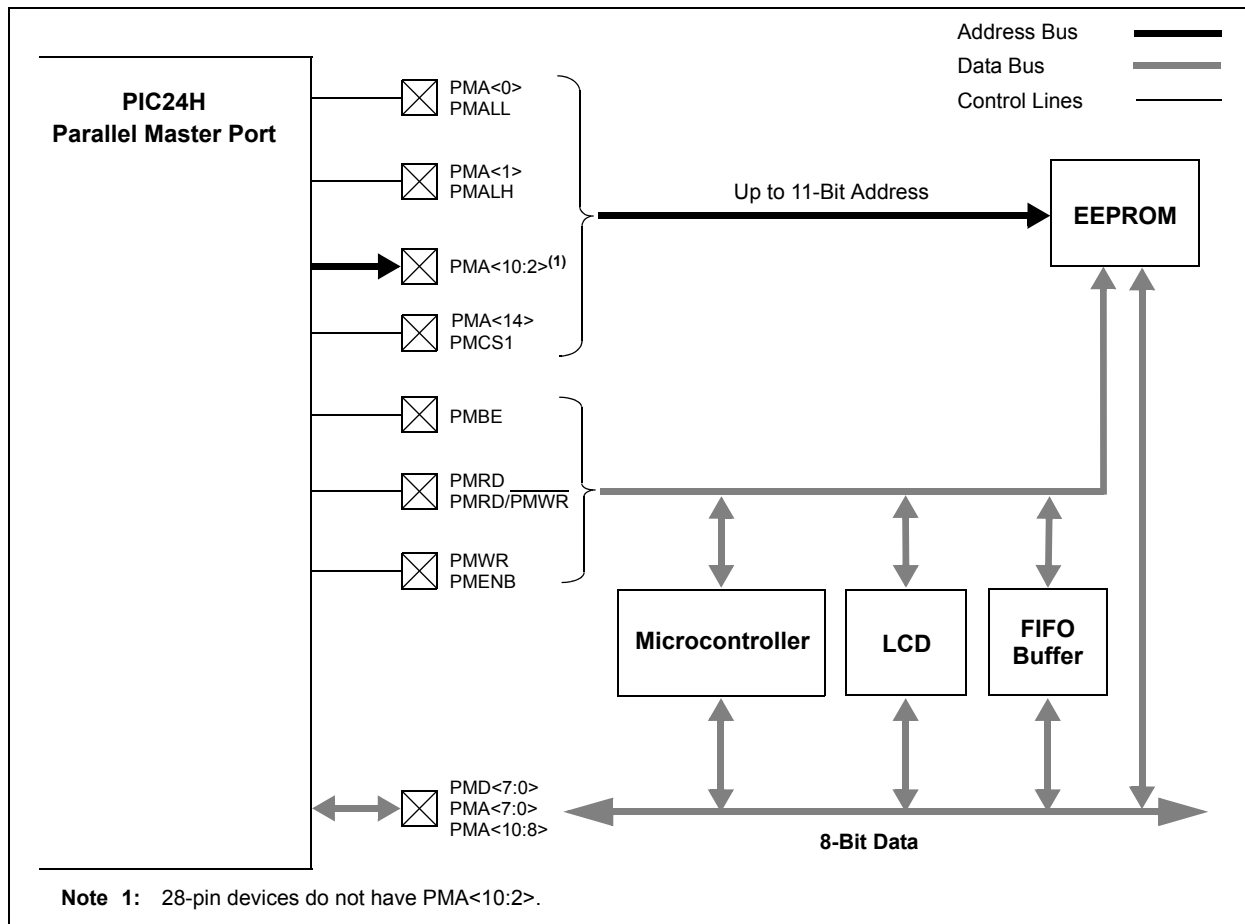 Address Bus
Data Bus
Control Lines
PIC24H
Parallel Master Port
PMA<0>
PMALL
PMA<1>
PMALH
PMA<10:2>(1)
PMA<14>
PMCS1
PMBE
PMRD
PMRD/PMWR
PMWR
PMENB
PMD<7:0>
PMA<7:0>
PMA<10:8>
Up to 11-Bit Address
EEPROM
Microcontroller
LCD
FIFO
Buffer
8-Bit Data
Note 1: 28-pin devices do not have PMA<10:2>.